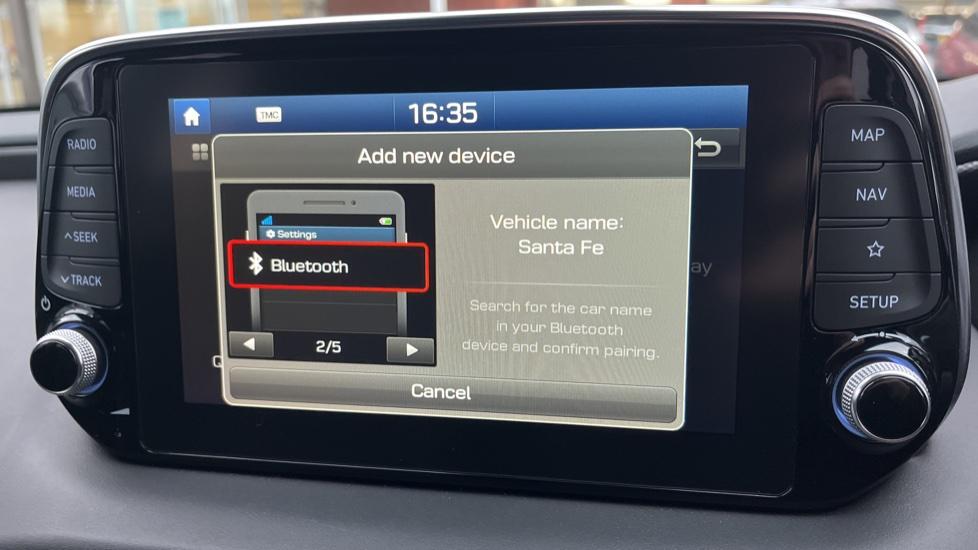 RADIO
MEDIA
SEEK
TRACK
TMC
16:35
Add new device
Settings
Bluetooth
2/5
Vehicle name:
Santa Fe
Search for the car name
in your Bluetooth
device and confirm pairing.
Cancel
ay
MAP
NAV
SETUP